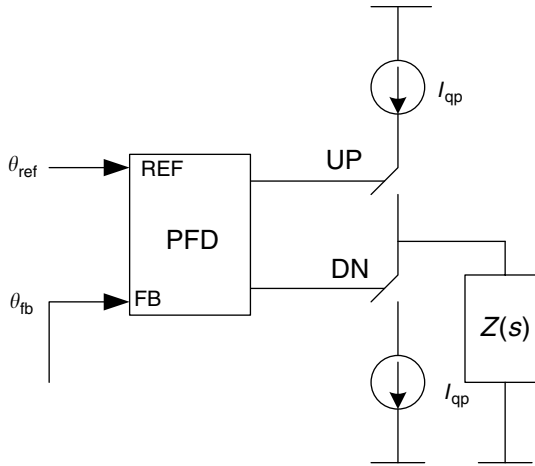 I_qp
UP
θ_ref
REF
PFD
DN
θ_fb
FB
Z(s)
I_qp